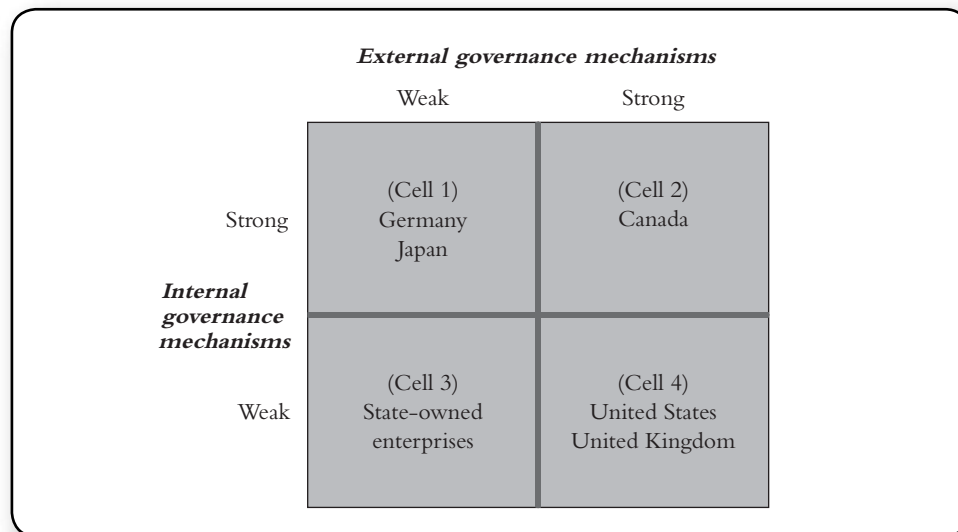 External governance mechanisms
Weak
Strong
Strong
(Cell 1)
Germany
Japan
(Cell 2)
Canada
Internal
governance
mechanisms
Weak
(Cell 3)
State-owned
enterprises
(Cell 4)
United States
United Kingdom